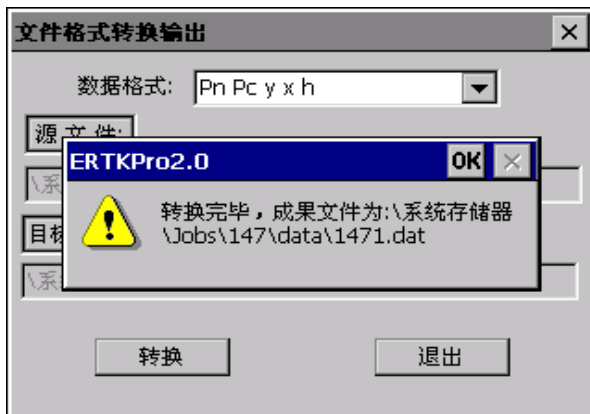 文件格式转换输出
数据格式: Pn Pc y x h
源 文 件:
ERTKPro2.0 OK
\系
转换完毕，成果文件为:\系统存储器
\Jobs\147\data\1471.dat
目标
\系
转换 退出